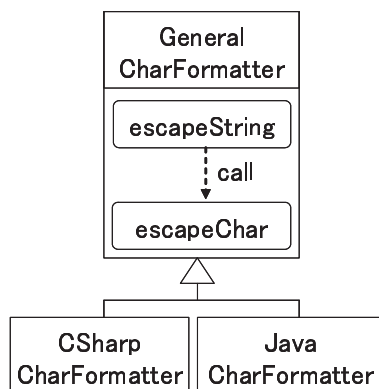 General
CharFormatter
escapeString
call
escapeChar
CSharp
CharFormatter
Java
CharFormatter